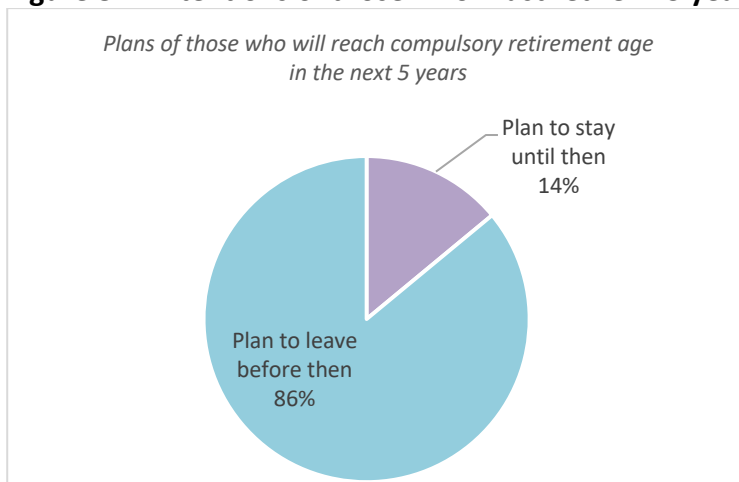 Plans of those who will reach compulsory retirement age
in the next 5 years
Plan to stay
until then
14%
Plan to leave
before then
86%